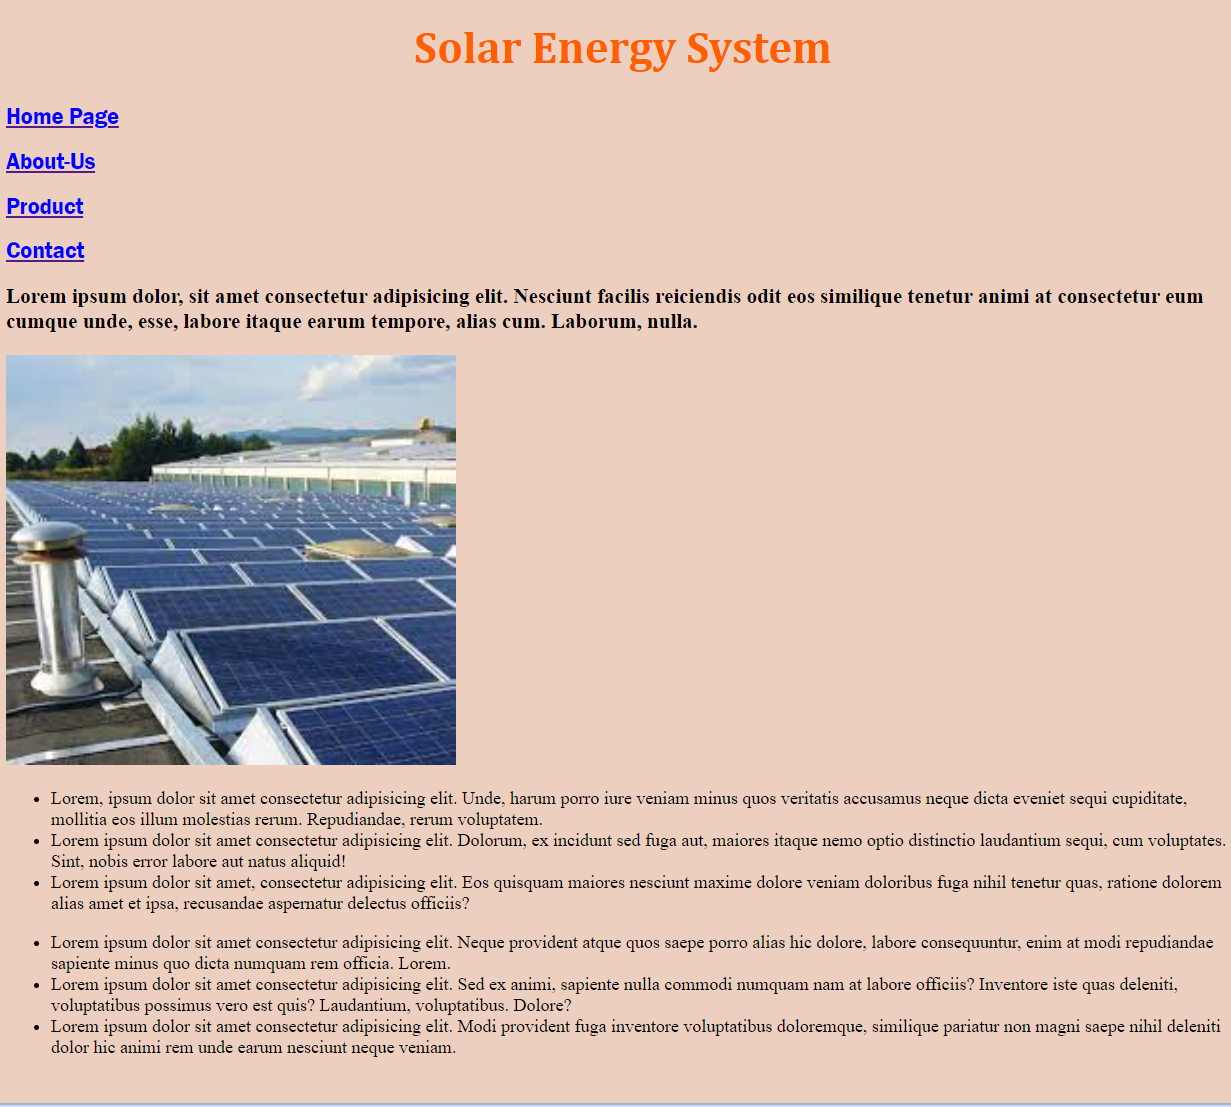 Solar Energy System
Home Page
About-Us
Product
Contact
Lorem ipsum dolor, sit amet consectetur adipisicing elit. Nesciunt facilis reiciendis odit eos similique tenetur animi at consectetur eum
cumque unde, esse, labore itaque earum tempore, alias cum. Laborum, nulla.
• Lorem, ipsum dolor sit amet consectetur adipisicing elit. Unde, harum porro iure veniam minus quos veritatis accusamus neque dicta eveniet sequi cupiditate,
mollitia eos illum molestias rerum. Repudiandae, rerum voluptatem.
• Lorem ipsum dolor sit amet consectetur adipisicing elit. Dolorum, ex incidunt sed fuga aut, maiores itaque nemo optio distinctio laudantium sequi, cum voluptates.
Sint, nobis error labore aut natus aliquid!
• Lorem ipsum dolor sit amet, consectetur adipisicing elit. Eos quisquam maiores nesciunt maxime dolore veniam doloribus fuga nihil tenetur quas, ratione dolorem
alias amet et ipsa, recusandae aspernatur delectus officiis?
• Lorem ipsum dolor sit amet consectetur adipisicing elit. Neque provident atque quos saepe porro alias hic dolore, labore consequuntur, enim at modi repudiandae
sapiente minus quo dicta numquam rem officia. Lorem.
• Lorem ipsum dolor sit amet consectetur adipisicing elit. Sed ex animi, sapiente nulla commodi numquam nam at labore officiis? Inventore iste quas deleniti,
voluptatibus possimus vero est quis? Laudantium, voluptatibus. Dolore?
• Lorem ipsum dolor sit amet consectetur adipisicing elit. Modi provident fuga inventore voluptatibus doloremque, similique pariatur non magni saepe nihil deleniti
dolor hic animi rem unde earum nesciunt neque veniam.